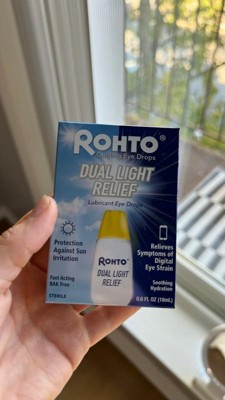 ROHTO®
Eye Drops
DUAL LIGHT
RELIEF
Lubricant Eye Drops
Protection
Against Sun
Irritation
Relieves
Symptoms of
Digital
Eye Strain
Fast Acting
BAK Free
Soothing
Hydration
STERILE
ROHTO
DUAL LIGHT
RELIEF
0.6 FL OZ (18mL)